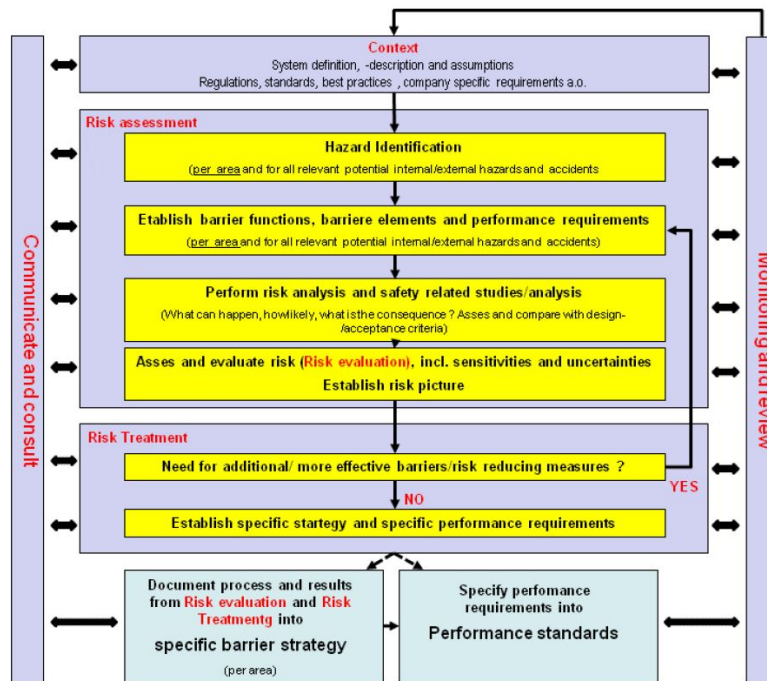 Context
System definition, -description and assumptions
Regulations, standards, best practices , company specific requirements a.o.
Risk assessment
Hazard Identification
(per area and for all relevant potential internal/external hazards and accidents
Etablish barrier functions, barriere elements and performance requirements
(per area and for all relevant potential internal/external hazards and accidents)
Perform risk analysis and safety related studies/analysis
(What can happen, howlikely, what is the consequence ? Asses and compare with design-
/acceptance criteria)
Asses and evaluate risk (Risk evaluation), incl. sensitivities and uncertainties
Establish risk picture
Communicate and consult
Monitoring and review
Risk Treatment
Need for additional/ more effective barriers/risk reducing measures ?
YES
NO
Establish specific startegy and specific performance requirements
Document process and results
from Risk evaluation and Risk
Treatmentg into
specific barrier strategy
(per area)
Specify perfomance
requirements into
Performance standards